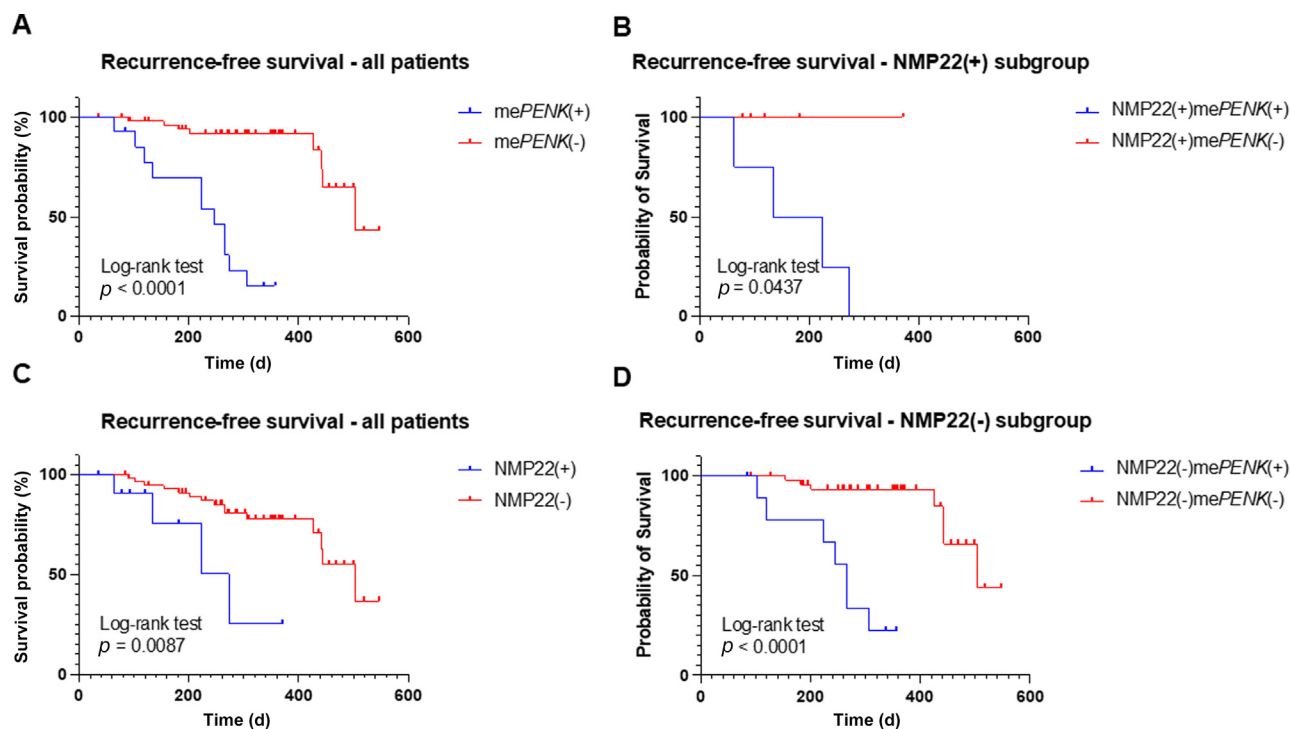 A
Recurrence-free survival - all patients
Survival probability (%)
100
50
0
0 200 400 600
Time (d)
Log-rank test
p < 0.0001
mePENK(+)
mePENK(-)
B
Recurrence-free survival - NMP22(+) subgroup
Probability of Survival
100
50
0
0 200 400 600
Time (d)
Log-rank test
p = 0.0437
NMP22(+)mePENK(+)
NMP22(+)mePENK(-)
C
Recurrence-free survival - all patients
Survival probability (%)
100
50
0
0 200 400 600
Time (d)
Log-rank test
p = 0.0087
NMP22(+)
NMP22(-)
D
Recurrence-free survival - NMP22(-) subgroup
Probability of Survival
100
50
0
0 200 400 600
Time (d)
Log-rank test
p < 0.0001
NMP22(-)mePENK(+)
NMP22(-)mePENK(-)